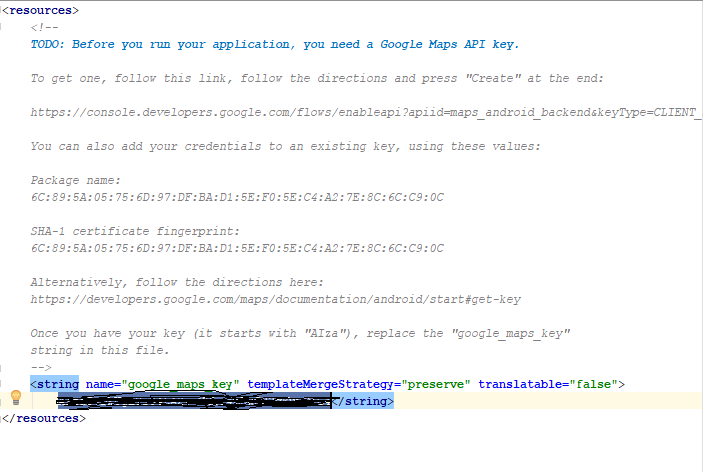 <resources>
<!--
TODO: Before you run your application, you need a Google Maps API key.
To get one, follow this link, follow the directions and press "Create" at the end:
https://console.developers.google.com/flows/enableapi?apiid=maps_android_backend&keyType=CLIENT_
You can also add your credentials to an existing key, using these values:
Package name:
6C:89:5A:05:75:6D:97:DF:BA:D1:5E:F0:5E:C4:A2:7E:8C:6C:C9:0C
SHA-1 certificate fingerprint:
6C:89:5A:05:75:6D:97:DF:BA:D1:5E:F0:5E:C4:A2:7E:8C:6C:C9:0C
Alternatively, follow the directions here:
https://developers.google.com/maps/documentation/android/start#get-key
Once you have your key (it starts with "AIza"), replace the "google_maps_key"
string in this file.
-->
<string name="google_maps_key" templateMergeStrategy="preserve" translatable="false">
</string>
</resources>